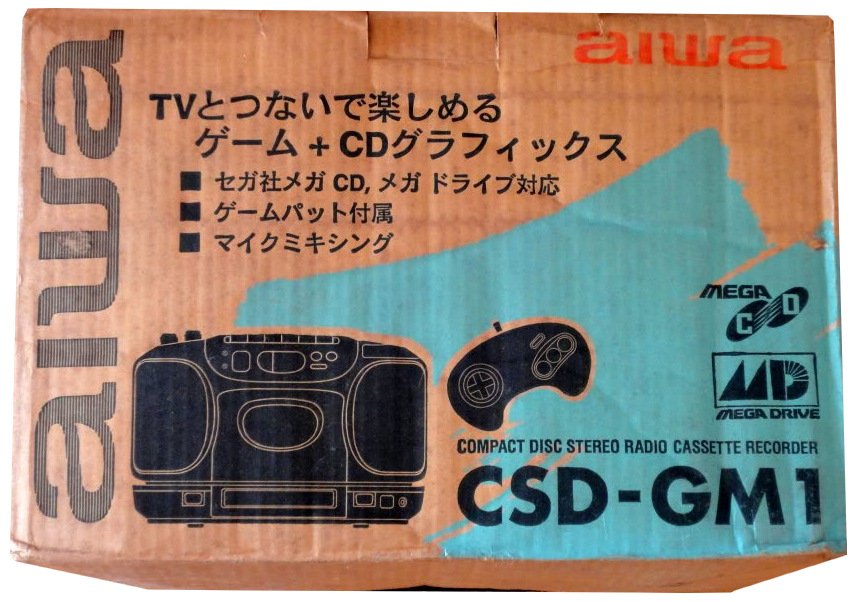 aiwa
aiwa
TVとつないで楽しめる
ゲーム + CDグラフィックス
■ セガ社メガ CD, メガ ドライブ対応
■ ゲームパット付属
■ マイクミキシング
MEGA
CD
MD
MEGA DRIVE
COMPACT DISC STEREO RADIO CASSETTE RECORDER
CSD-GM1